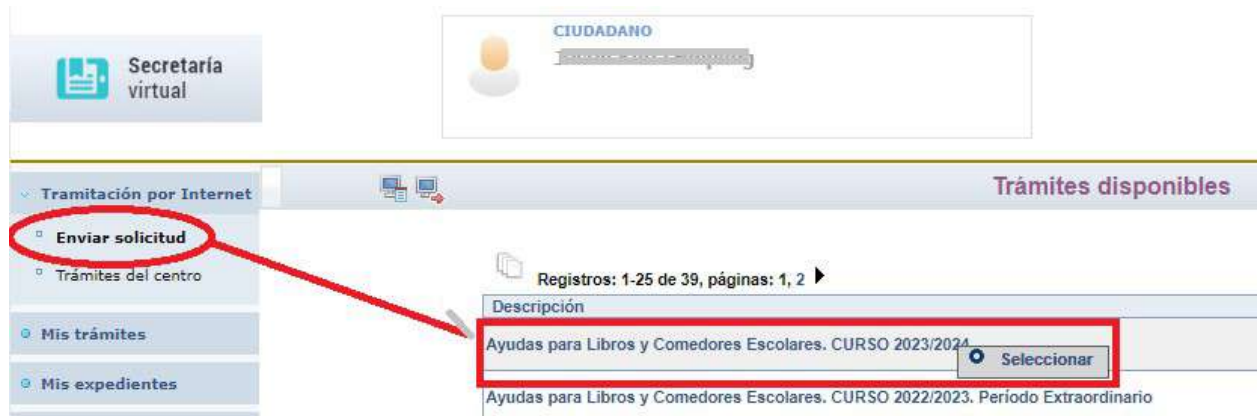 CIUDADANO
Secretaría
virtual
Tramitación por Internet
Trámites disponibles
Enviar solicitud
Trámites del centro
Registros: 1-25 de 39, páginas: 1, 2
Descripción
Mis trámites
Ayudas para Libros y Comedores Escolares. CURSO 2023/2024
Seleccionar
Mis expedientes
Ayudas para Libros y Comedores Escolares. CURSO 2022/2023. Período Extraordinario